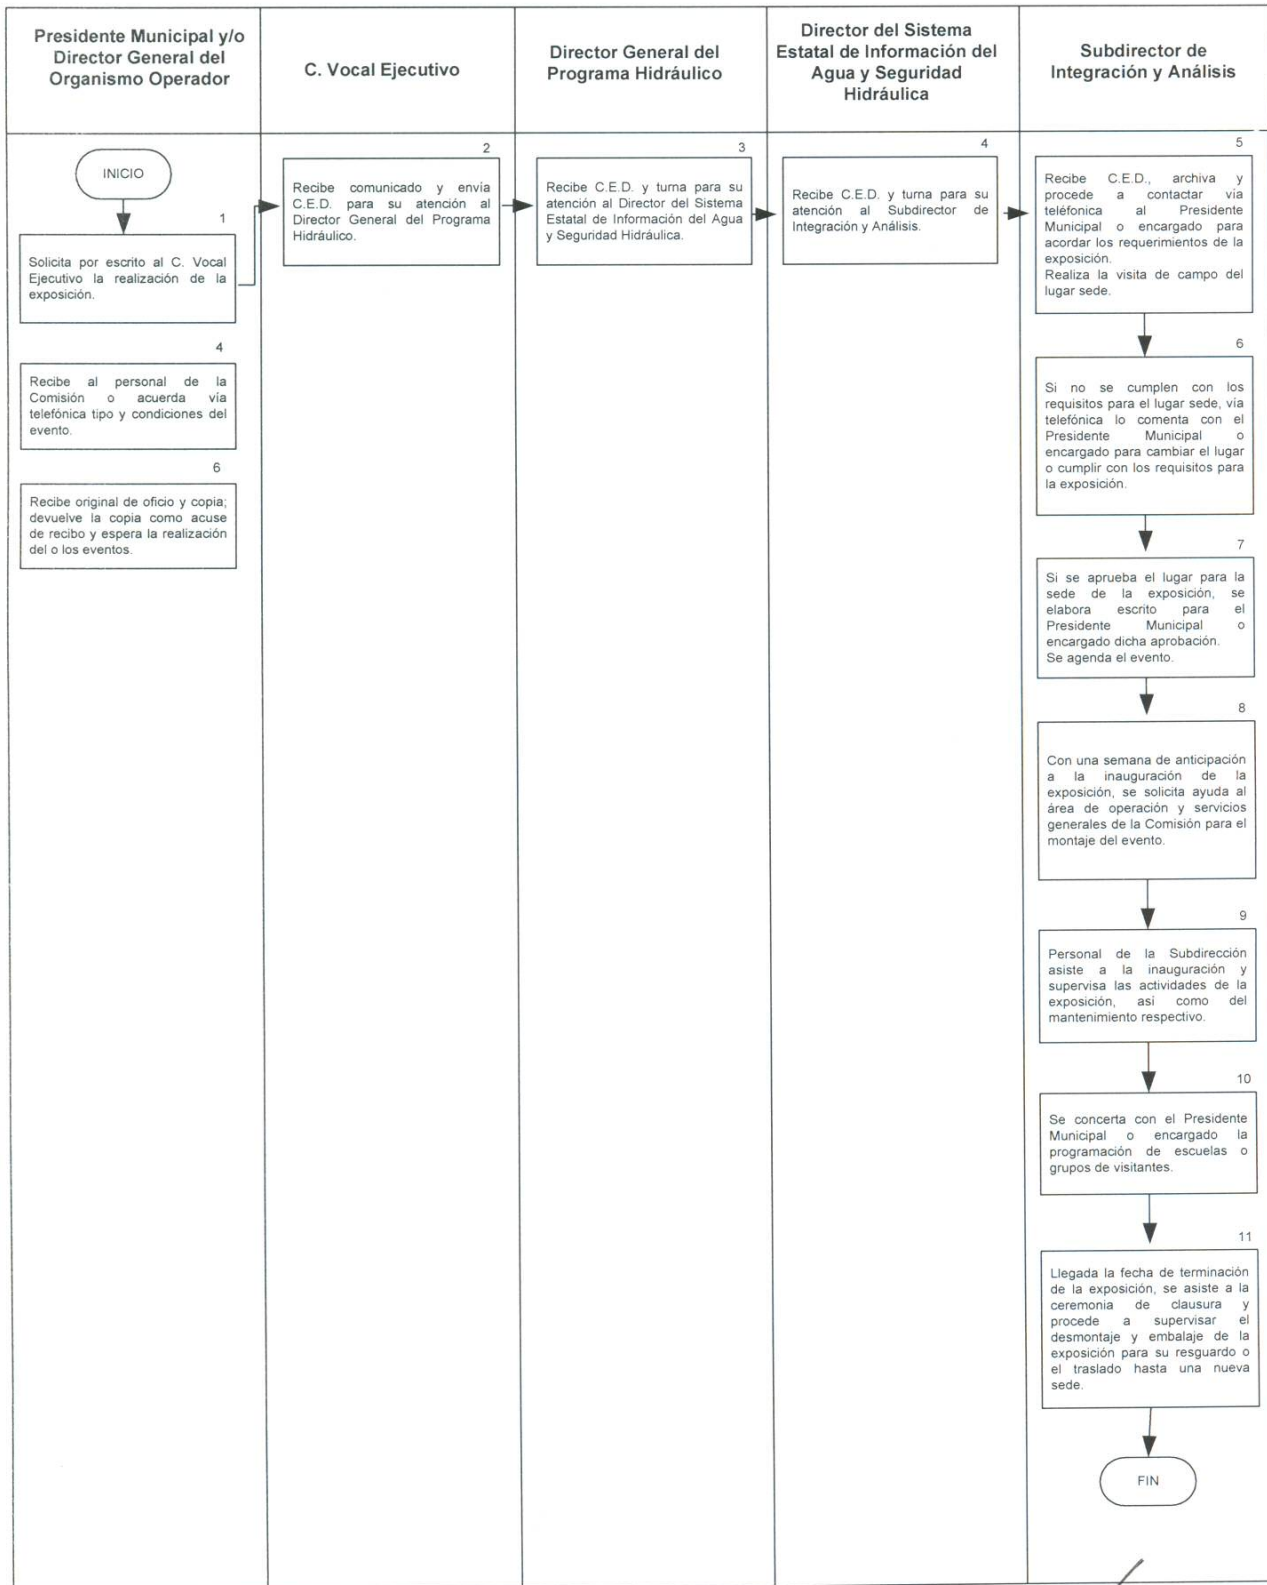 Presidente Municipal y/o
Director General del
Organismo Operador
C. Vocal Ejecutivo
Director General del
Programa Hidráulico
Director del Sistema
Estatal de Información del
Agua y Seguridad
Hidráulica
Subdirector de
Integración y Análisis
INICIO
1
Solicita por escrito al C. Vocal
Ejecutivo la realización de la
exposición.
4
Recibe al personal de la
Comisión o acuerda vía
telefónica tipo y condiciones del
evento.
6
Recibe original de oficio y copia;
devuelve la copia como acuse
de recibo y espera la realización
del o los eventos.
2
Recibe comunicado y envía
C.E.D. para su atención al
Director General del Programa
Hidráulico.
3
Recibe C.E.D. y turna para su
atención al Director del Sistema
Estatal de Información del Agua
y Seguridad Hidráulica.
4
Recibe C.E.D. y turna para su
atención al Subdirector de
Integración y Análisis.
5
Recibe C.E.D., archiva y
procede a contactar vía
teléfonica al Presidente
Municipal o encargado para
acordar los requerimientos de la
exposición.
Realiza la visita de campo del
lugar sede.
6
Si no se cumplen con los
requisitos para el lugar sede, vía
telefónica lo comenta con el
Presidente Municipal o
encargado para cambiar el lugar
o cumplir con los requisitos para
la exposición.
7
Si se aprueba el lugar para la
sede de la exposición, se
elabora escrito para el
Presidente Municipal o
encargado dicha aprobación.
Se agenda el evento.
8
Con una semana de anticipación
a la inauguración de la
exposición, se solicita ayuda al
área de operación y servicios
generales de la Comisión para el
montaje del evento.
9
Personal de la Subdirección
asiste a la inauguración y
supervisa las actividades de la
exposición, así como del
mantenimiento respectivo.
10
Se concerta con el Presidente
Municipal o encargado la
programación de escuelas o
grupos de visitantes.
11
Llegada la fecha de terminación
de la exposición, se asiste a la
ceremonia de clausura y
procede a supervisar el
desmontaje y embalaje de la
exposición para su resguardo o
el traslado hasta una nueva
sede.
FIN